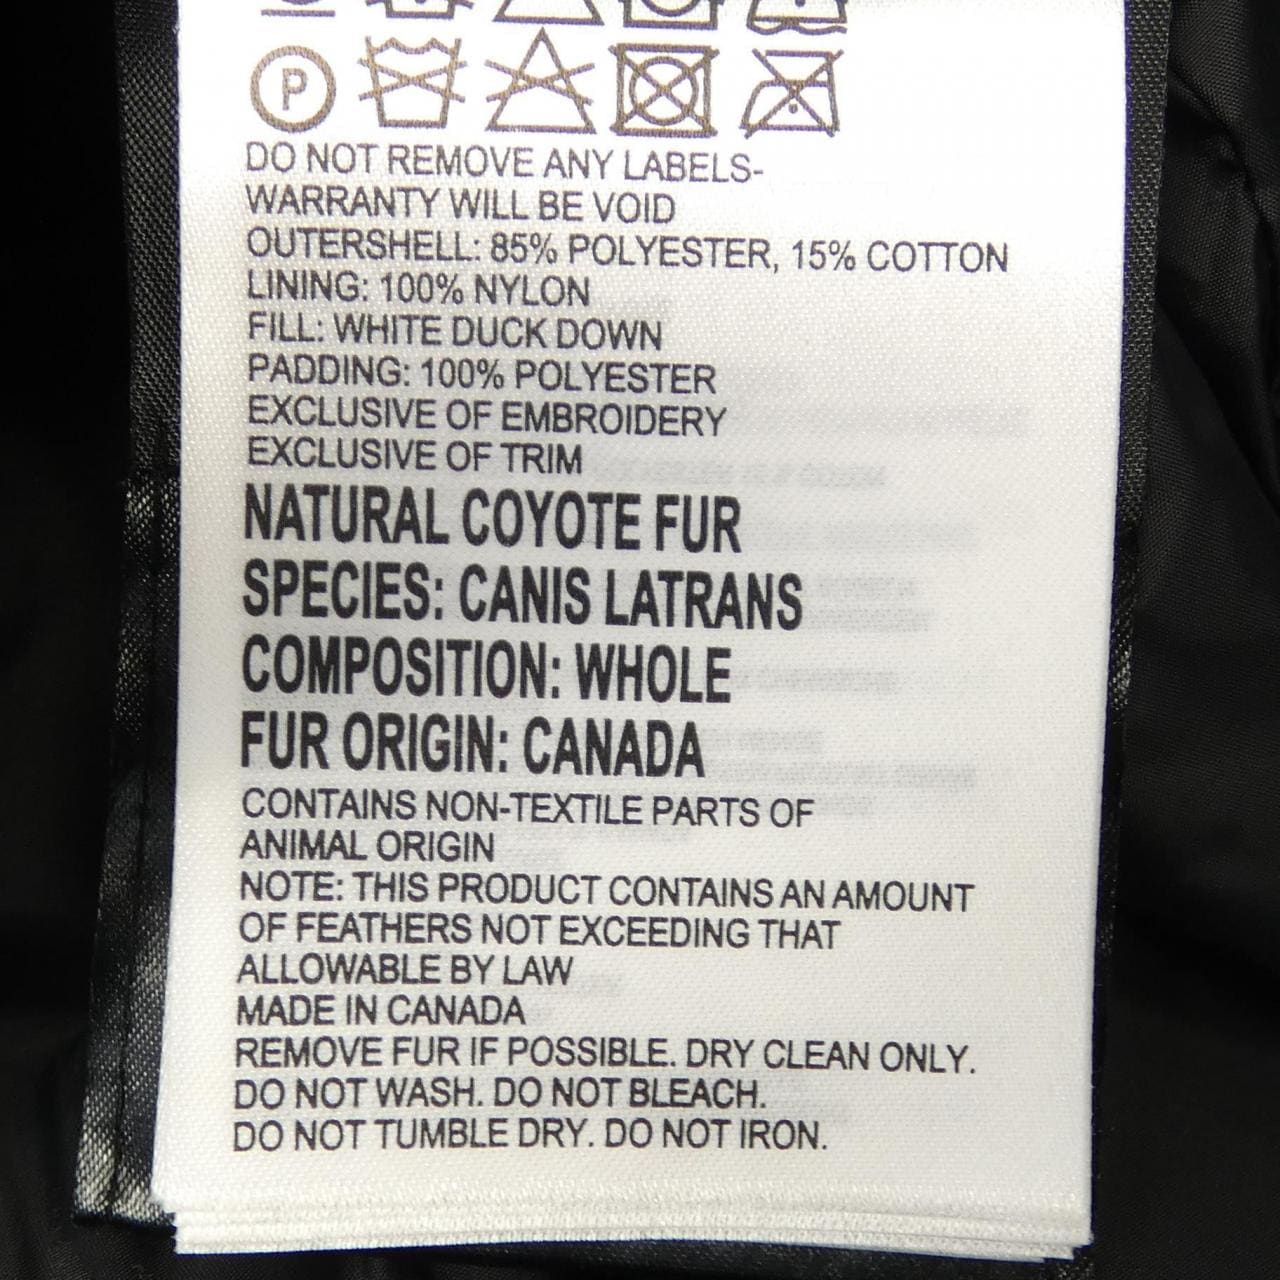 P
DO NOT REMOVE ANY LABELS-
WARRANTY WILL BE VOID
OUTERSHELL: 85% POLYESTER, 15% COTTON
LINING: 100% NYLON
FILL: WHITE DUCK DOWN
PADDING: 100% POLYESTER
EXCLUSIVE OF EMBROIDERY
EXCLUSIVE OF TRIM
NATURAL COYOTE FUR
SPECIES: CANIS LATRANS
COMPOSITION: WHOLE
FUR ORIGIN: CANADA
CONTAINS NON-TEXTILE PARTS OF
ANIMAL ORIGIN
NOTE: THIS PRODUCT CONTAINS AN AMOUNT
OF FEATHERS NOT EXCEEDING THAT
ALLOWABLE BY LAW
MADE IN CANADA
REMOVE FUR IF POSSIBLE. DRY CLEAN ONLY.
DO NOT WASH. DO NOT BLEACH.
DO NOT TUMBLE DRY. DO NOT IRON.